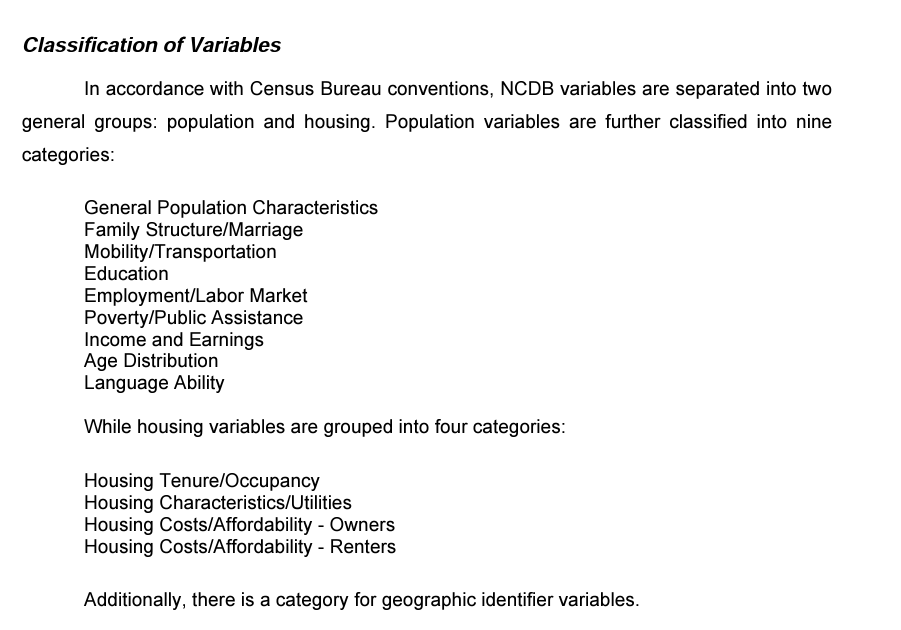 Classification of Variables
In accordance with Census Bureau conventions, NCDB variables are separated into two
general groups: population and housing. Population variables are further classified into nine
categories:
General Population Characteristics
Family Structure/Marriage
Mobility/Transportation
Education
Employment/Labor Market
Poverty/Public Assistance
Income and Earnings
Age Distribution
Language Ability
While housing variables are grouped into four categories:
Housing Tenure/Occupancy
Housing Characteristics/Utilities
Housing Costs/Affordability - Owners
Housing Costs/Affordability - Renters
Additionally, there is a category for geographic identifier variables.